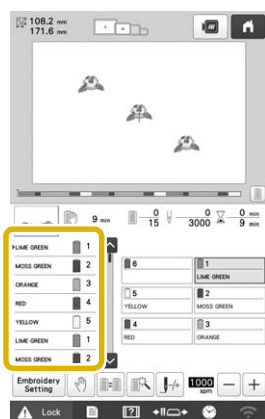 108.2 mm
171.6 mm
9 min
0
15
0
3000
0 min
9 min
LIME GREEN 1
MOSS GREEN 2
ORANGE 3
RED 4
YELLOW 5
LIME GREEN 1
MOSS GREEN 2
6
1
LIME GREEN
5
YELLOW
2
MOSS GREEN
4
RED
3
ORANGE
Embroidery
Setting
1000
spm
Lock